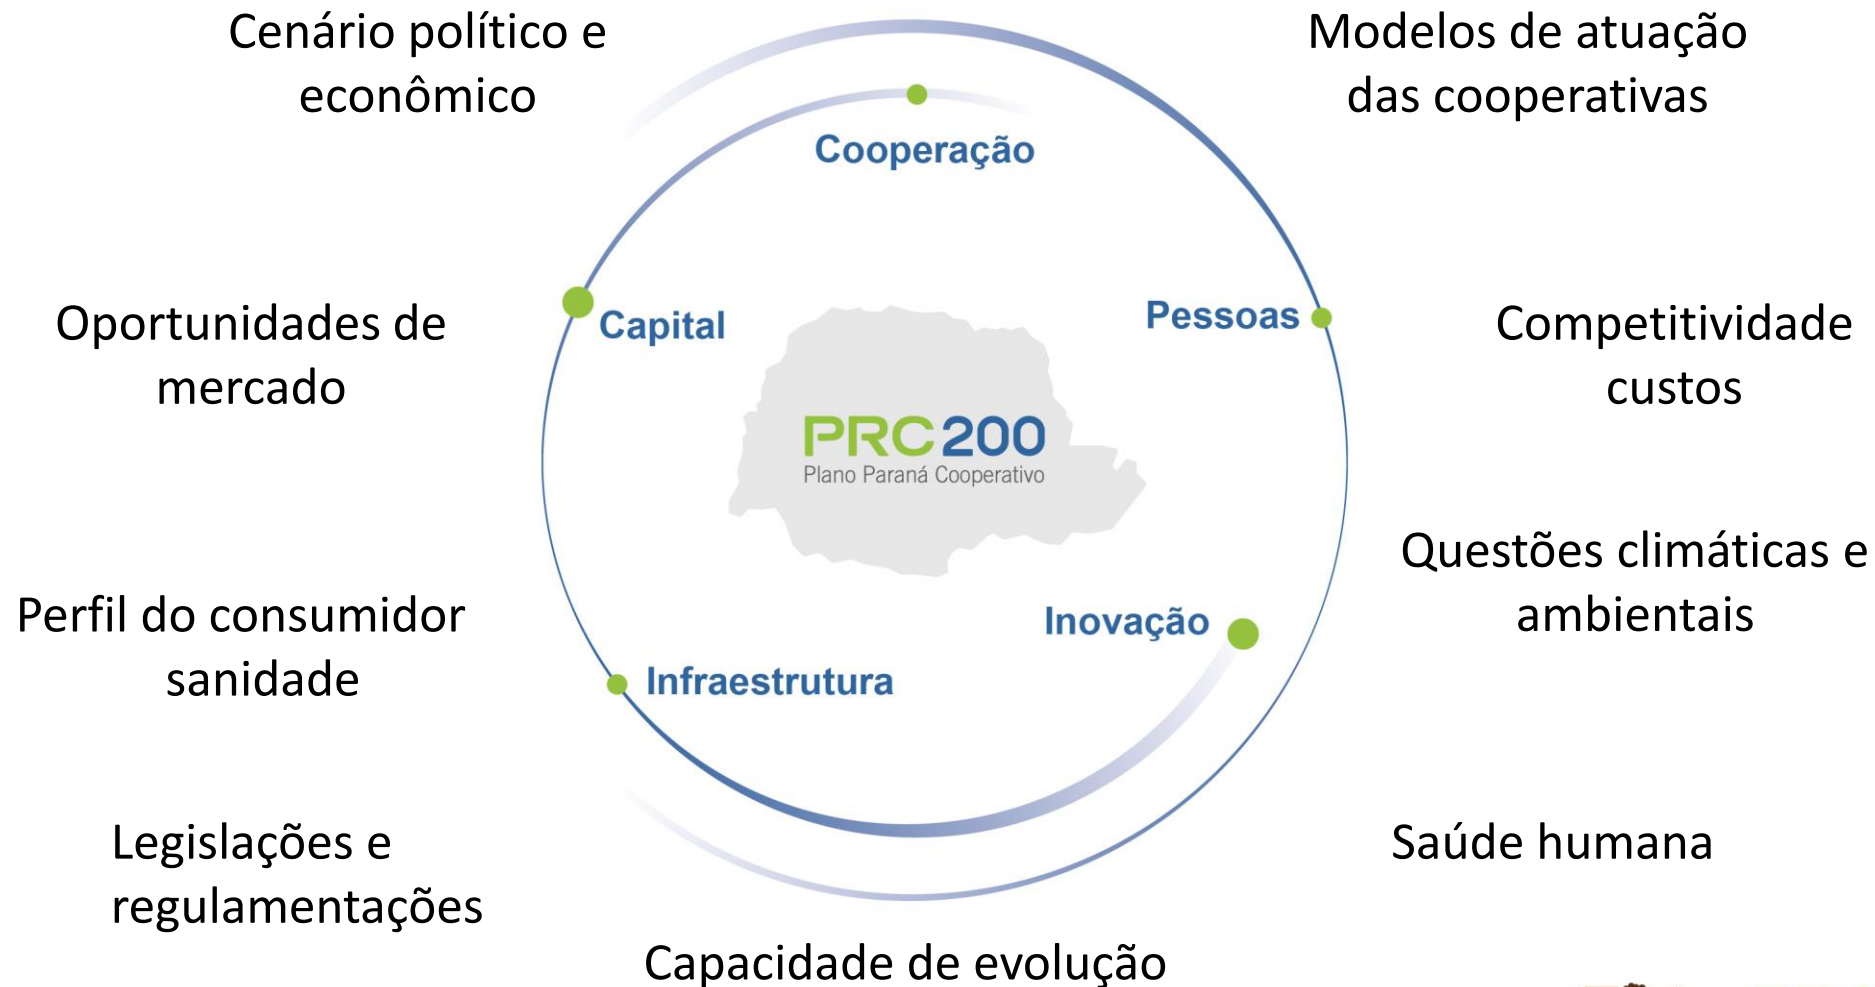 Cenário político e
econômico
Modelos de atuação
das cooperativas
Cooperação
Oportunidades de
mercado
Capital
Pessoas
Competitividade
custos
PRC200
Plano Paraná Cooperativo
Questões climáticas e
ambientais
Perfil do consumidor
sanidade
Inovação
Infraestrutura
Legislações e
regulamentações
Saúde humana
Capacidade de evolução